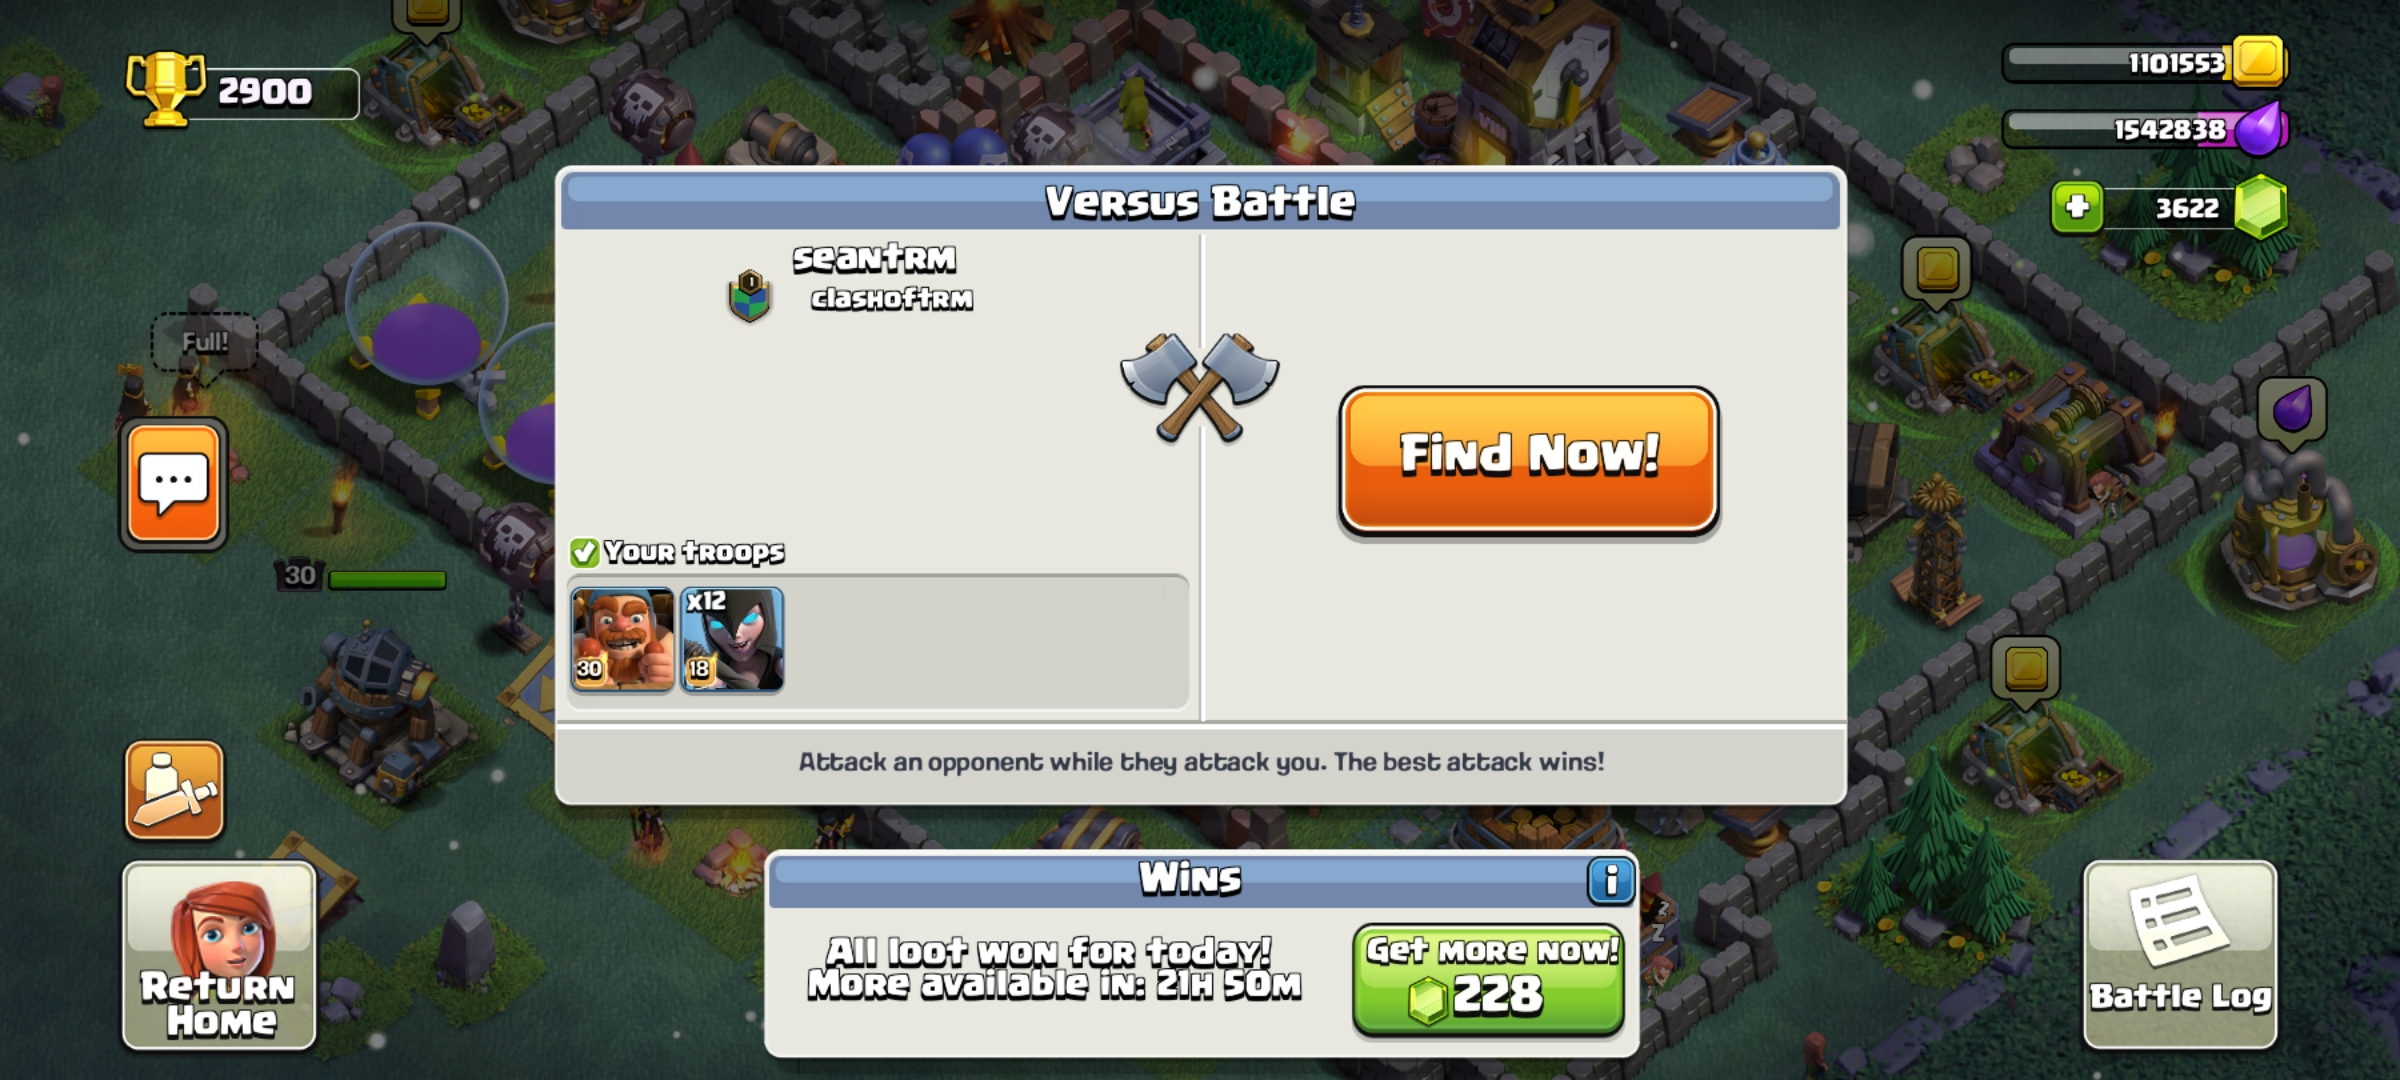 2900
1101553
1542838
3622
Versus Battle
seantrm
1
clashoftrm
Full!
Find Now!
30
Your troops
x12
30
18
Attack an opponent while they attack you. The best attack wins!
Wins
i
All loot won for today!
More available in: 21H 50M
Get more now!
228
Return
Home
Battle Log
VIII
z
z